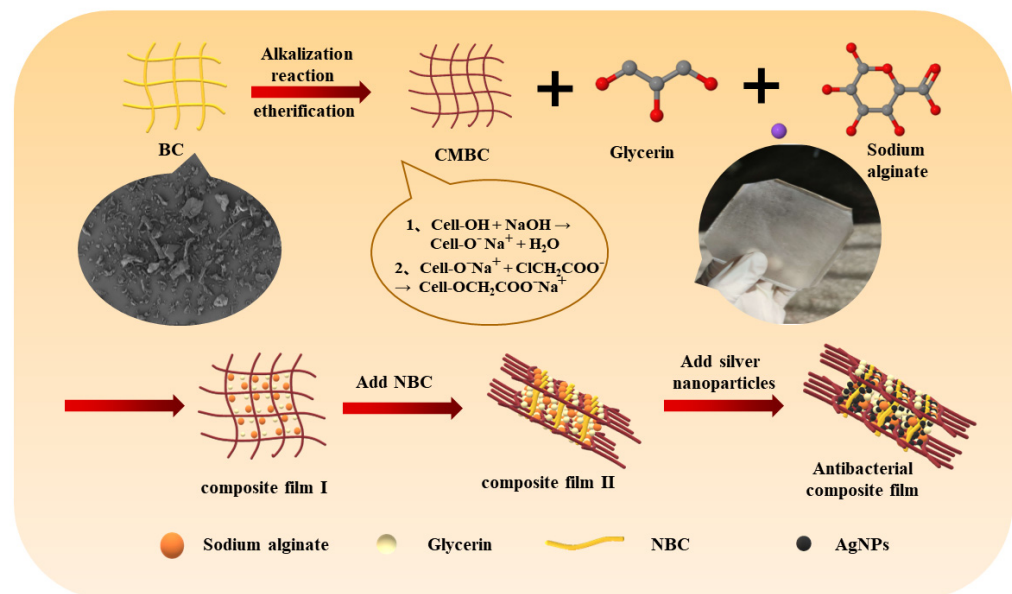 Alkalization
reaction
etherification
BC
CMBC
+
Glycerin
+
Sodium
alginate
1、Cell-OH + NaOH →
Cell-O⁻ Na⁺ + H₂O
2、Cell-O⁻Na⁺ + ClCH₂COO⁻
→ Cell-OCH₂COO⁻Na⁺
Add NBC
Add silver
nanoparticles
composite film I
composite film II
Antibacterial
composite film
Sodium alginate
Glycerin
NBC
AgNPs